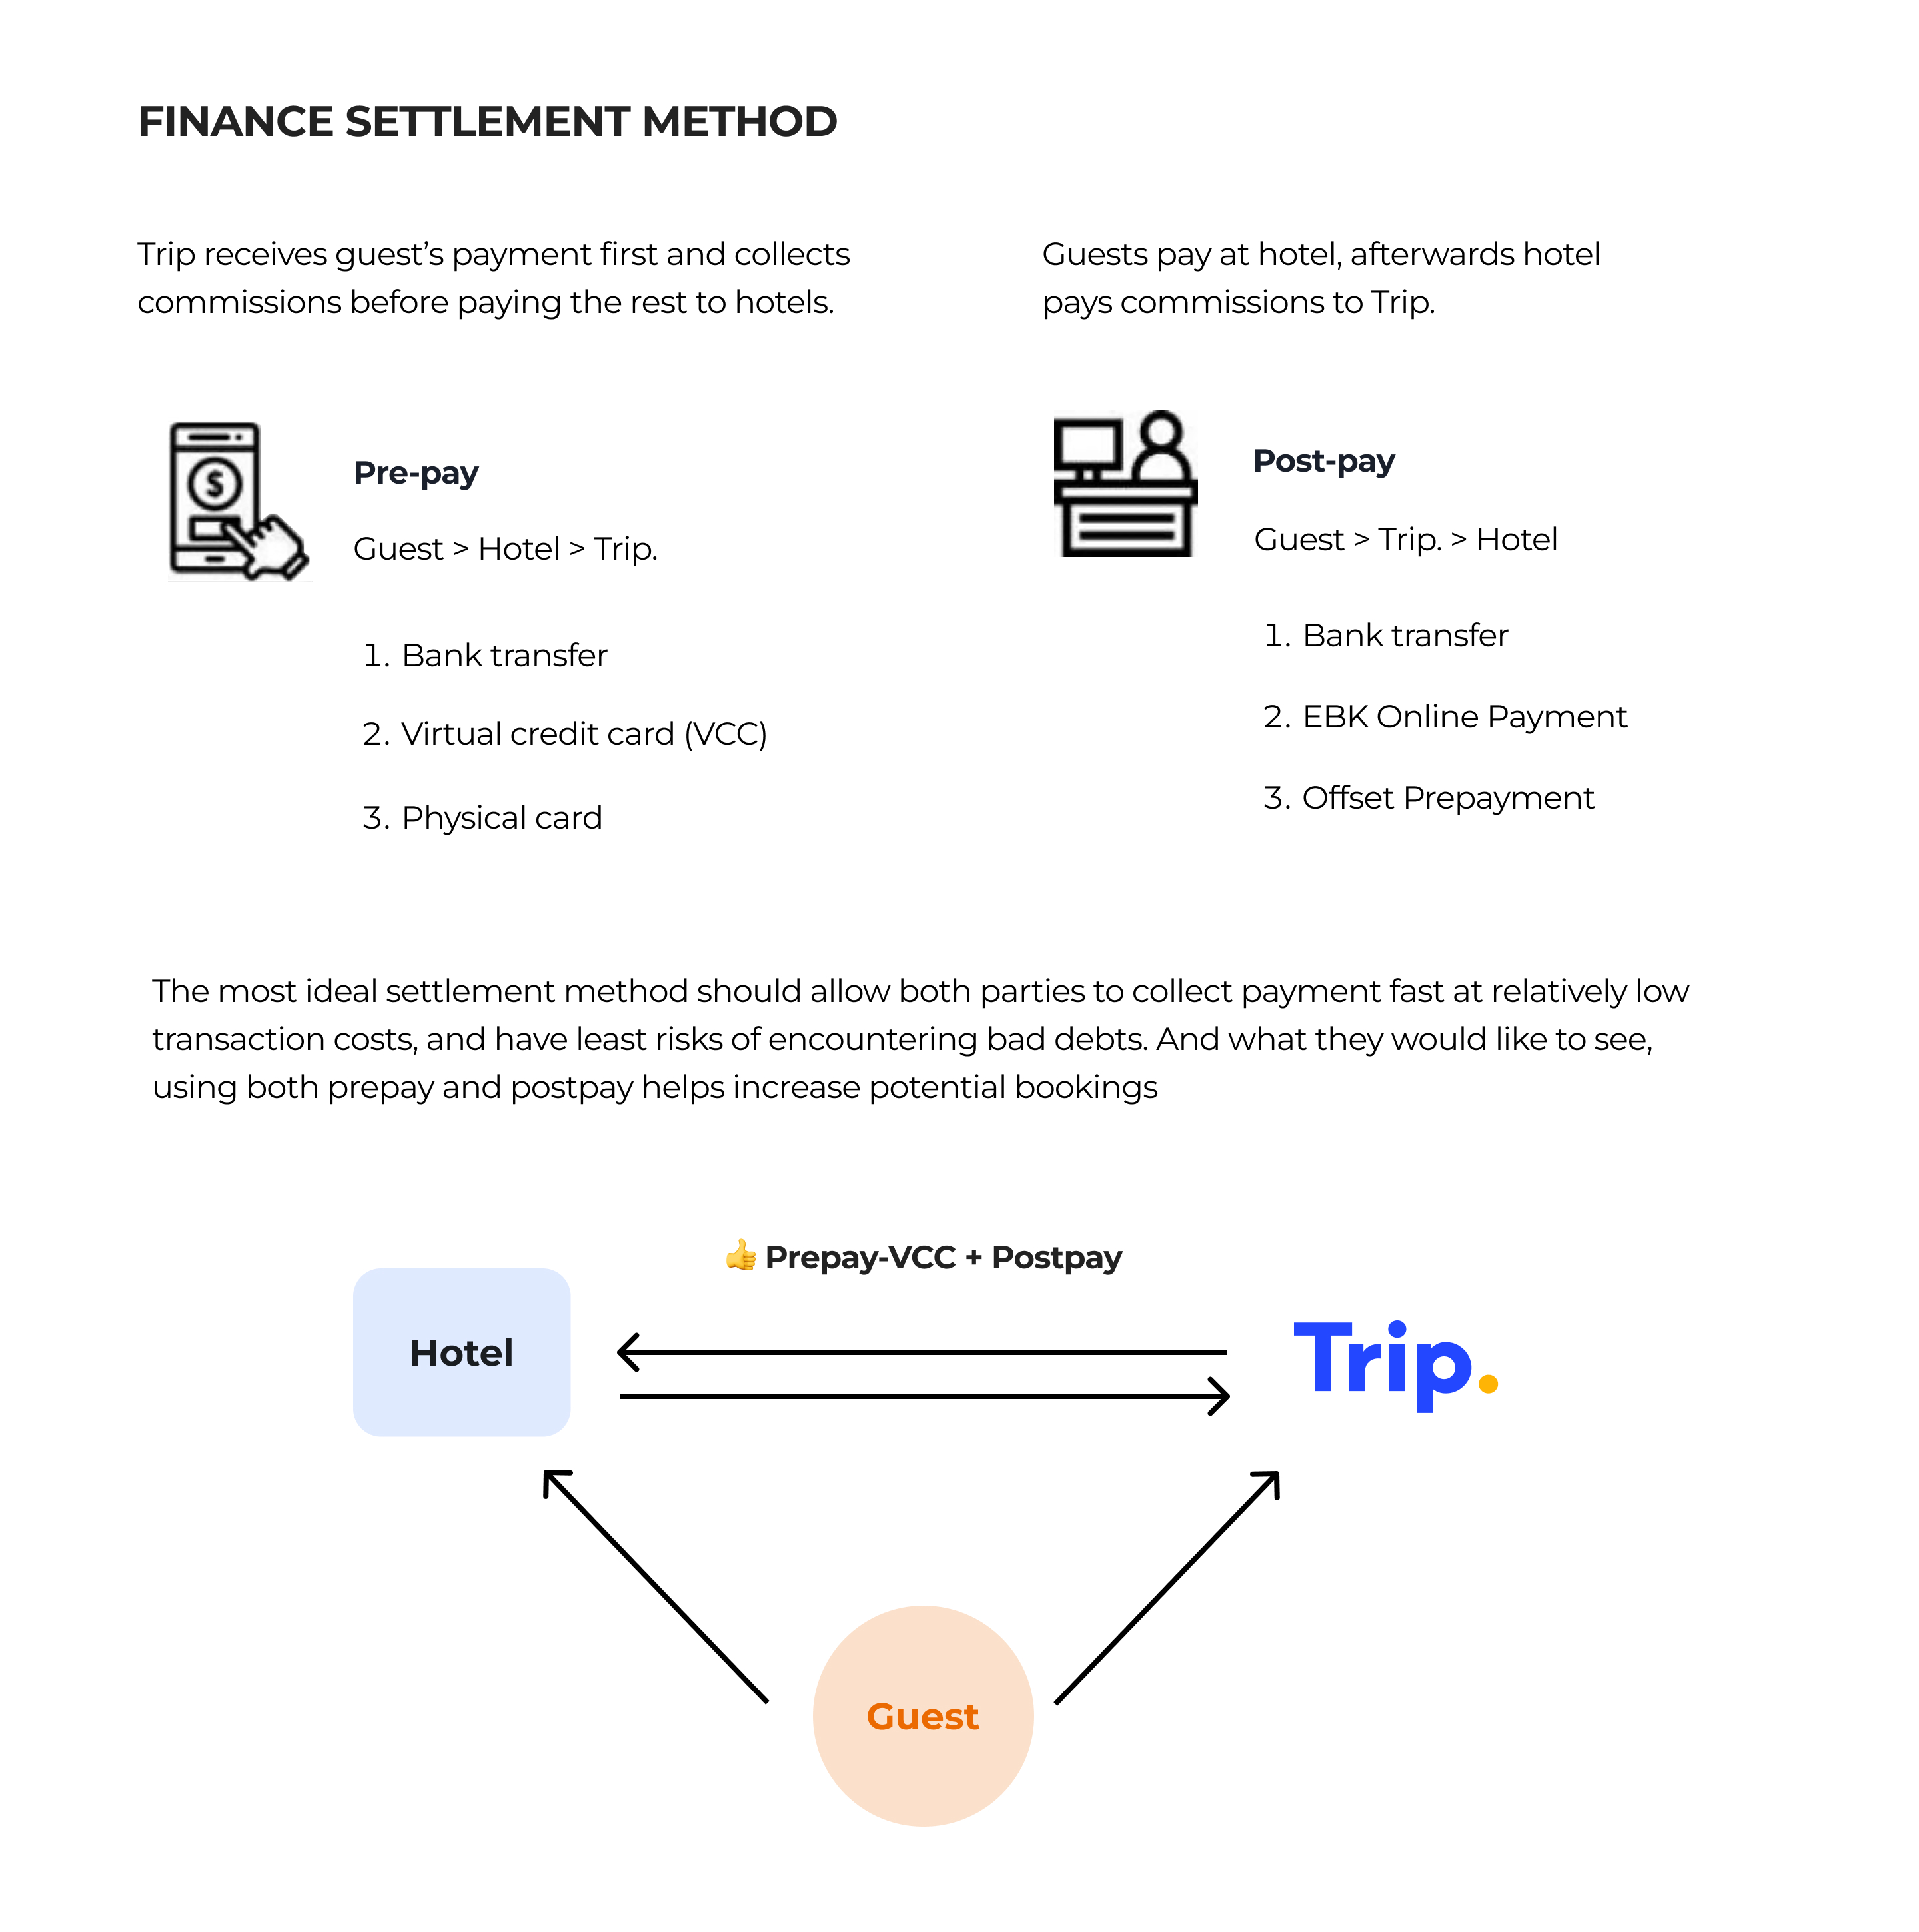 FINANCE SETTLEMENT METHOD
Trip receives guest’s payment first and collects
commissions before paying the rest to hotels.
Guests pay at hotel, afterwards hotel
pays commissions to Trip.
Pre-pay
Guest > Hotel > Trip.
1. Bank transfer
2. Virtual credit card (VCC)
3. Physical card
Post-pay
Guest > Trip. > Hotel
1. Bank transfer
2. EBK Online Payment
3. Offset Prepayment
The most ideal settlement method should allow both parties to collect payment fast at relatively low
transaction costs, and have least risks of encountering bad debts. And what they would like to see,
using both prepay and postpay helps increase potential bookings
👍 Prepay-VCC + Postpay
Hotel
Trip.
Guest